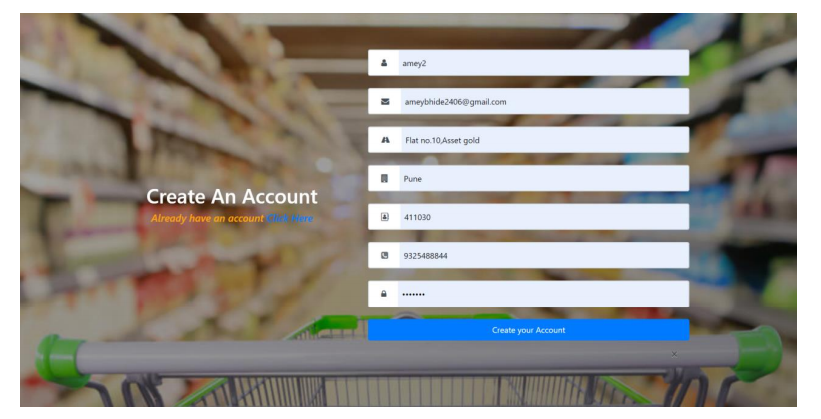 amey2
ameybhide2406@gmail.com
Flat no.10,Asset gold
Pune
Create An Account
Already have an account Click Here
411030
9325488844
•••••••
Create your Account
×